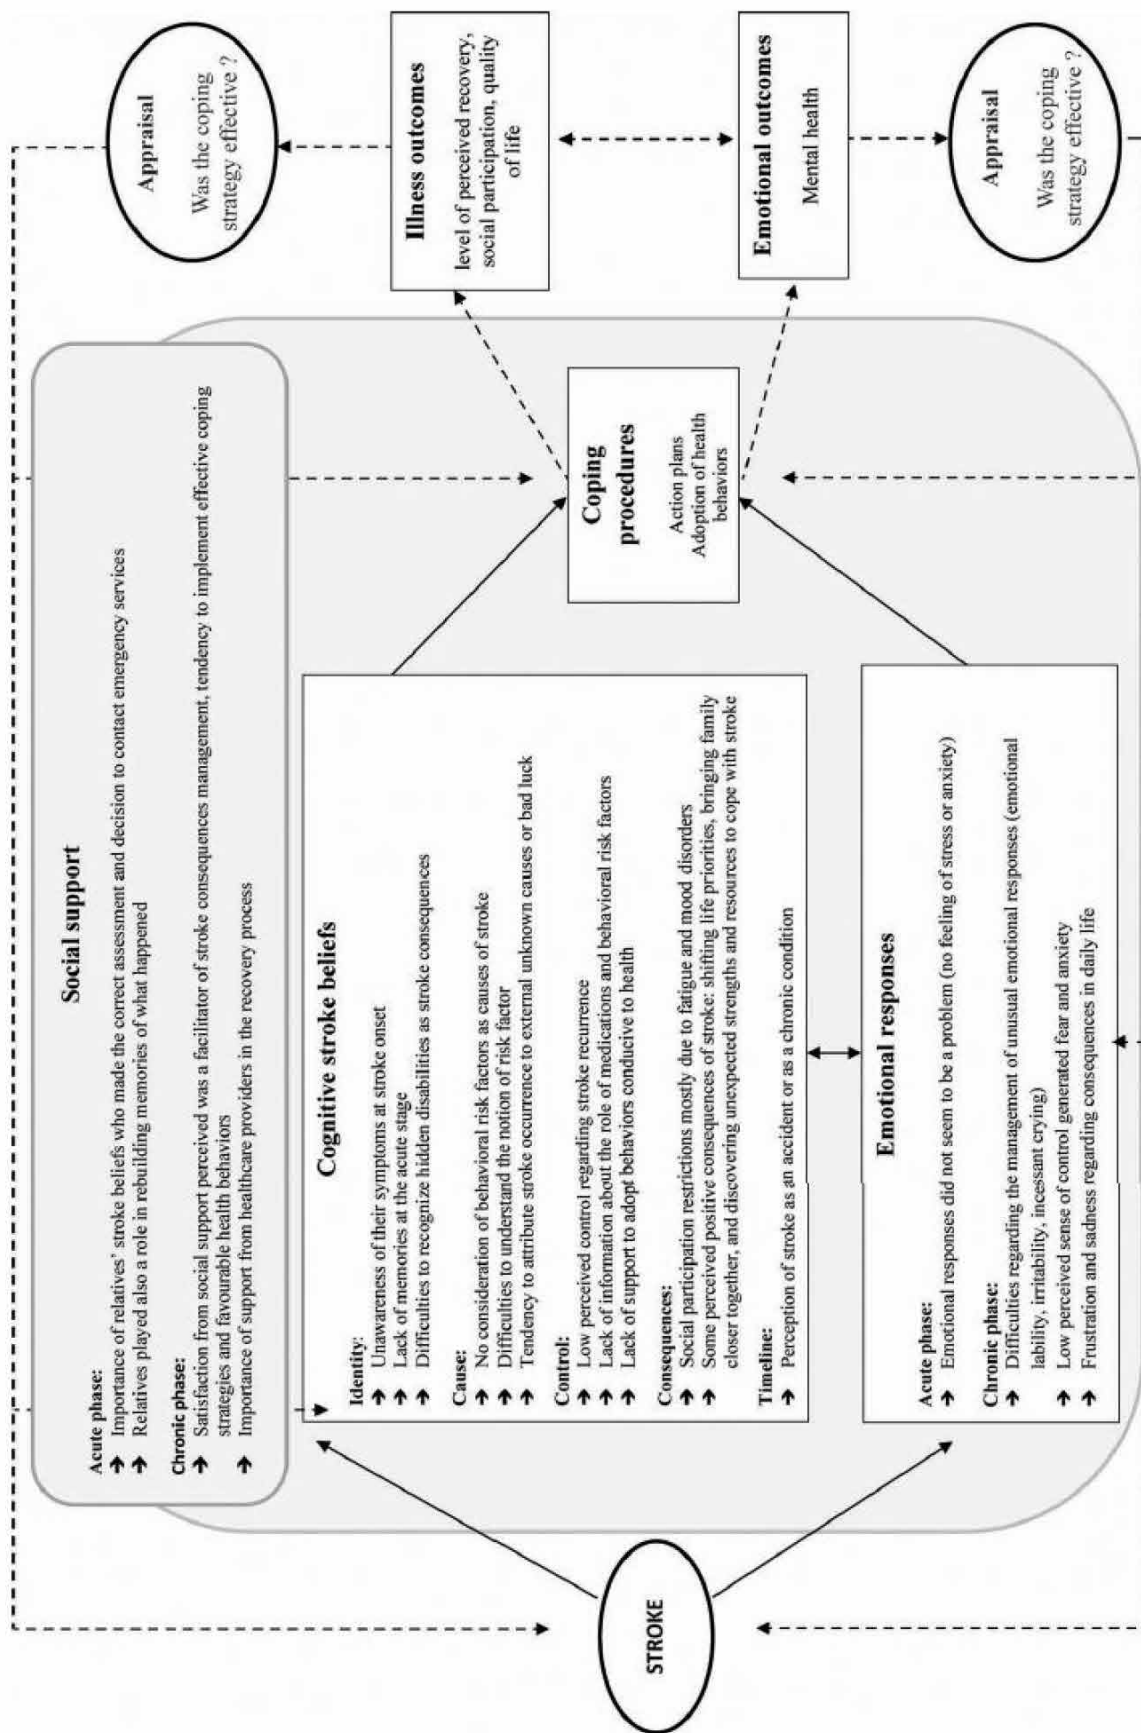 Social support
Acute phase:
➔ Importance of relatives' stroke beliefs who made the correct assessment and decision to contact emergency services
➔ Relatives played also a role in rebuilding memories of what happened
Chronic phase:
➔ Satisfaction from social support perceived was a facilitator of stroke consequences management, tendency to implement effective coping
strategies and favourable health behaviors
➔ Importance of support from healthcare providers in the recovery process
STROKE
Cognitive stroke beliefs
Identity:
➔ Unawareness of their symptoms at stroke onset
➔ Lack of memories at the acute stage
➔ Difficulties to recognize hidden disabilities as stroke consequences
Cause:
➔ No consideration of behavioral risk factors as causes of stroke
➔ Difficulties to understand the notion of risk factor
➔ Tendency to attribute stroke occurrence to external unknown causes or bad luck
Control:
➔ Low perceived control regarding stroke recurrence
➔ Lack of information about the role of medications and behavioral risk factors
➔ Lack of support to adopt behaviors conducive to health
Consequences:
➔ Social participation restrictions mostly due to fatigue and mood disorders
➔ Some perceived positive consequences of stroke: shifting life priorities, bringing family
closer together, and discovering unexpected strengths and resources to cope with stroke
Timeline:
➔ Perception of stroke as an accident or as a chronic condition
Emotional responses
Acute phase:
➔ Emotional responses did not seem to be a problem (no feeling of stress or anxiety)
Chronic phase:
➔ Difficulties regarding the management of unusual emotional responses (emotional
lability, irritability, incessant crying)
➔ Low perceived sense of control generated fear and anxiety
➔ Frustration and sadness regarding consequences in daily life
Coping
procedures
Action plans
Adoption of health
behaviors
Appraisal
Was the coping
strategy effective ?
Illness outcomes
level of perceived recovery,
social participation, quality
of life
Emotional outcomes
Mental health
Appraisal
Was the coping
strategy effective ?